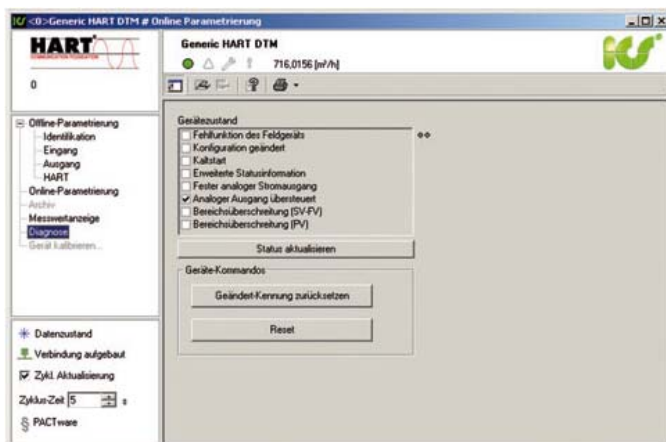 <0>Generic HART DTM # Online Parametrierung
HART
COMMUNICATION FOUNDATION
0
Generic HART DTM
716,0156 [m³/h]
ICS
Offline-Parametrierung
Identifikation
Eingang
Ausgang
HART
Online-Parametrierung
Archiv
Messwertanzeige
Diagnose
Gerät kalibrieren...
Gerätezustand
Fehlfunktion des Feldgeräts
Konfiguration geändert
Kaltstart
Erweiterte Statusinformation
Fester analoger Stromausgang
Analoger Ausgang übersteuert
Bereichsüberschreitung (SV-FV)
Bereichsüberschreitung (PV)
Status aktualisieren
Geräte-Kommandos
Geändert-Kennung zurücksetzen
Reset
Datenzustand
Verbindung aufgebaut
Zykl. Aktualisierung
Zyklus-Zeit 5 s
PACTware